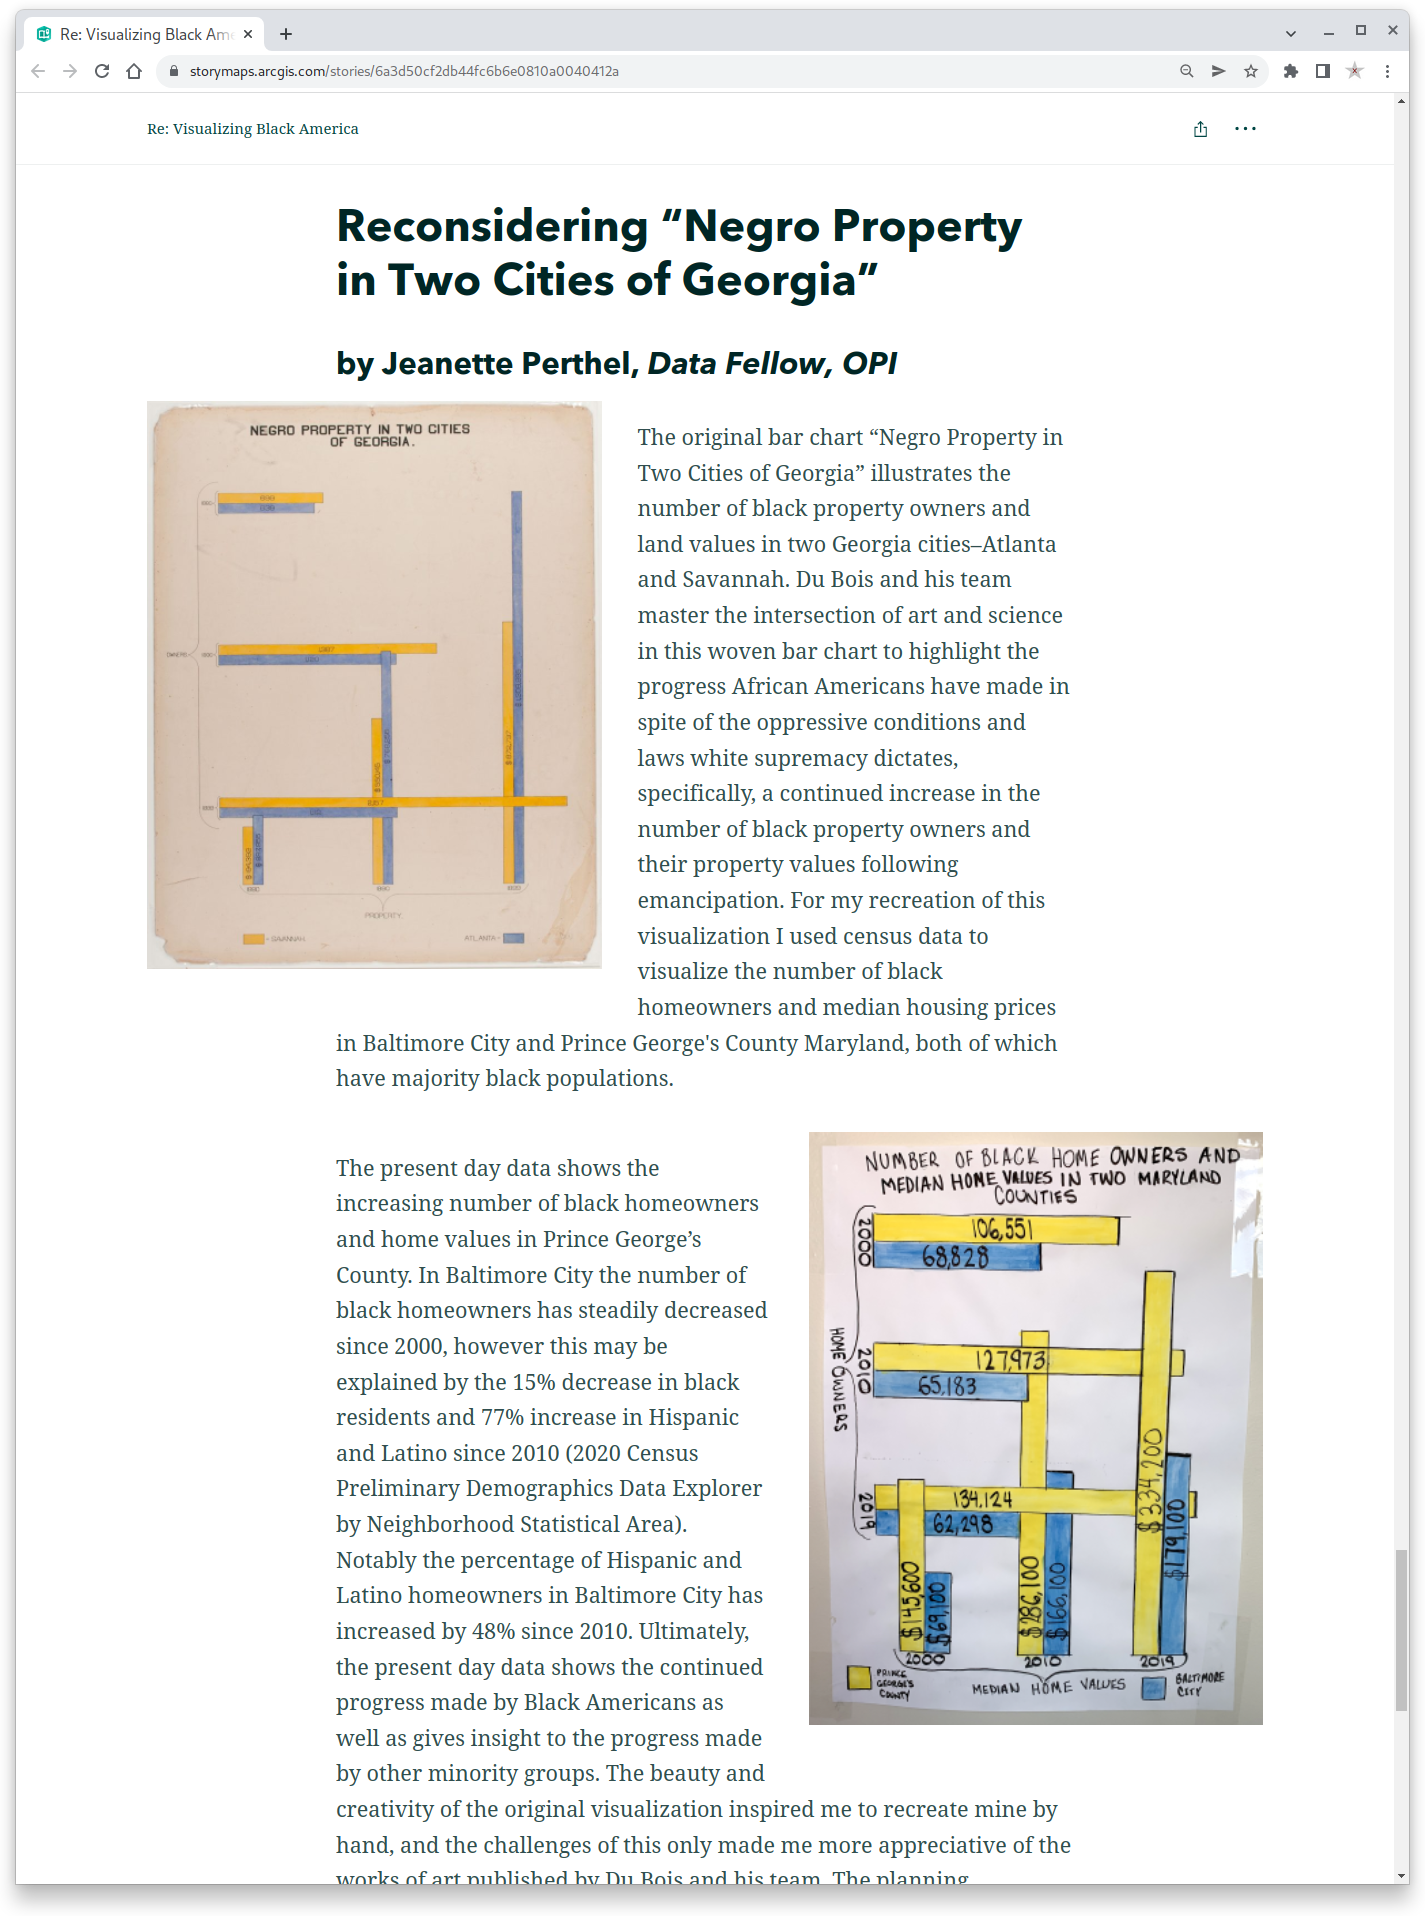 Re: Visualizing Black Am
storymaps.arcgis.com/stories/6a3d50cf2db44fc6b6e0810a0040412a
Re: Visualizing Black America
Reconsidering “Negro Property
in Two Cities of Georgia”
by Jeanette Perthel, Data Fellow, OPI
NEGRO PROPERTY IN TWO CITIES
OF GEORGIA.
OWNERS
PROPERTY.
SAVANNAH.
ATLANTA
The original bar chart “Negro Property in
Two Cities of Georgia” illustrates the
number of black property owners and
land values in two Georgia cities–Atlanta
and Savannah. Du Bois and his team
master the intersection of art and science
in this woven bar chart to highlight the
progress African Americans have made in
spite of the oppressive conditions and
laws white supremacy dictates,
specifically, a continued increase in the
number of black property owners and
their property values following
emancipation. For my recreation of this
visualization I used census data to
visualize the number of black
homeowners and median housing prices
in Baltimore City and Prince George's County Maryland, both of which
have majority black populations.
The present day data shows the
increasing number of black homeowners
and home values in Prince George’s
County. In Baltimore City the number of
black homeowners has steadily decreased
since 2000, however this may be
explained by the 15% decrease in black
residents and 77% increase in Hispanic
and Latino since 2010 (2020 Census
Preliminary Demographics Data Explorer
by Neighborhood Statistical Area).
Notably the percentage of Hispanic and
Latino homeowners in Baltimore City has
increased by 48% since 2010. Ultimately,
the present day data shows the continued
progress made by Black Americans as
well as gives insight to the progress made
by other minority groups. The beauty and
creativity of the original visualization inspired me to recreate mine by
hand, and the challenges of this only made me more appreciative of the
works of art published by Du Bois and his team. The planning
NUMBER OF BLACK HOME OWNERS AND
MEDIAN HOME VALUES IN TWO MARYLAND
COUNTIES
2000
106,551
68,828
HOME OWNERS
2010
127,973
65,183
2019
134,124
62,298
$145,600
$69,100
$286,100
$166,100
$334,200
$179,100
2000
2010
2019
MEDIAN HOME VALUES
PRINCE
GEORGE'S
COUNTY
BALTIMORE
CITY